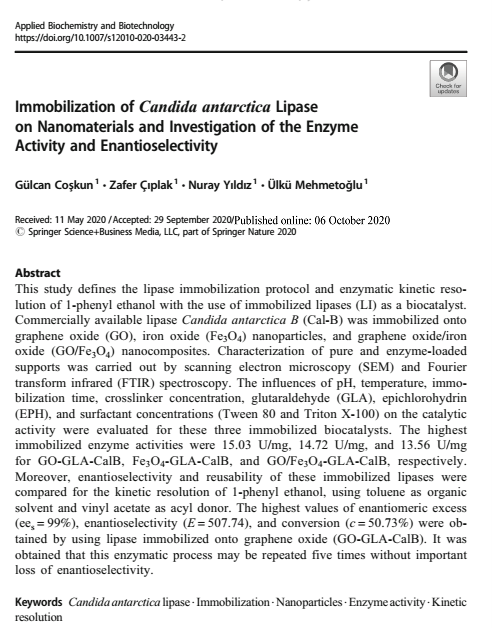 Applied Biochemistry and Biotechnology
https://doi.org/10.1007/s12010-020-03443-2
Check for
updates
Immobilization of Candida antarctica Lipase
on Nanomaterials and Investigation of the Enzyme
Activity and Enantioselectivity
Gülcan Coşkun¹ · Zafer Çıplak¹ · Nuray Yıldız¹ · Ülkü Mehmetoğlu¹
Received: 11 May 2020 /Accepted: 29 September 2020/Published online: 06 October 2020
© Springer Science+Business Media, LLC, part of Springer Nature 2020
Abstract
This study defines the lipase immobilization protocol and enzymatic kinetic reso-
lution of 1-phenyl ethanol with the use of immobilized lipases (LI) as a biocatalyst.
Commercially available lipase Candida antarctica B (Cal-B) was immobilized onto
graphene oxide (GO), iron oxide (Fe₃O₄) nanoparticles, and graphene oxide/iron
oxide (GO/Fe₃O₄) nanocomposites. Characterization of pure and enzyme-loaded
supports was carried out by scanning electron microscopy (SEM) and Fourier
transform infrared (FTIR) spectroscopy. The influences of pH, temperature, immo-
bilization time, crosslinker concentration, glutaraldehyde (GLA), epichlorohydrin
(EPH), and surfactant concentrations (Tween 80 and Triton X-100) on the catalytic
activity were evaluated for these three immobilized biocatalysts. The highest
immobilized enzyme activities were 15.03 U/mg, 14.72 U/mg, and 13.56 U/mg
for GO-GLA-CalB, Fe₃O₄-GLA-CalB, and GO/Fe₃O₄-GLA-CalB, respectively.
Moreover, enantioselectivity and reusability of these immobilized lipases were
compared for the kinetic resolution of 1-phenyl ethanol, using toluene as organic
solvent and vinyl acetate as acyl donor. The highest values of enantiomeric excess
(eeₛ = 99%), enantioselectivity (E = 507.74), and conversion (c = 50.73%) were ob-
tained by using lipase immobilized onto graphene oxide (GO-GLA-CalB). It was
obtained that this enzymatic process may be repeated five times without important
loss of enantioselectivity.
Keywords Candida antarctica lipase · Immobilization · Nanoparticles · Enzyme activity · Kinetic
resolution